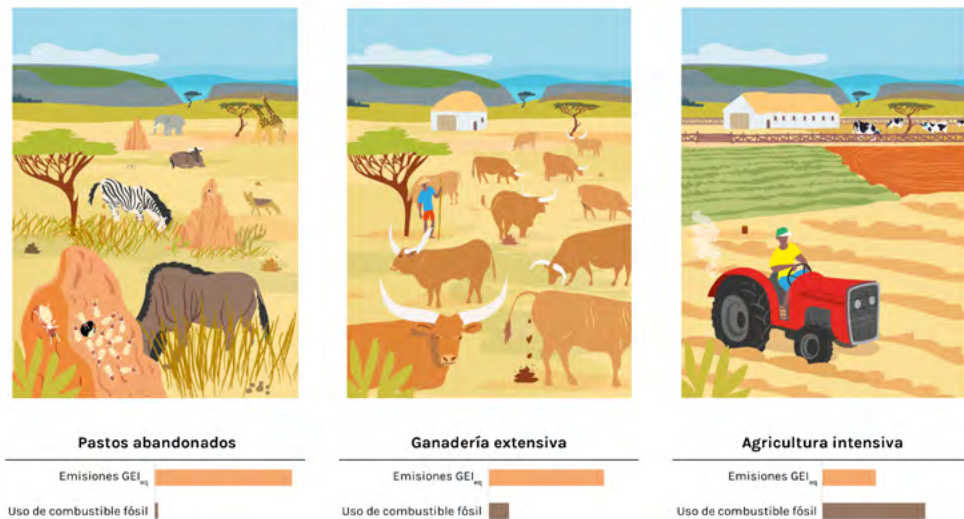 Pastos abandonados
Emisiones GEIeq
Uso de combustible fósil
Ganadería extensiva
Emisiones GEIeq
Uso de combustible fósil
Agricultura intensiva
Emisiones GEIeq
Uso de combustible fósil